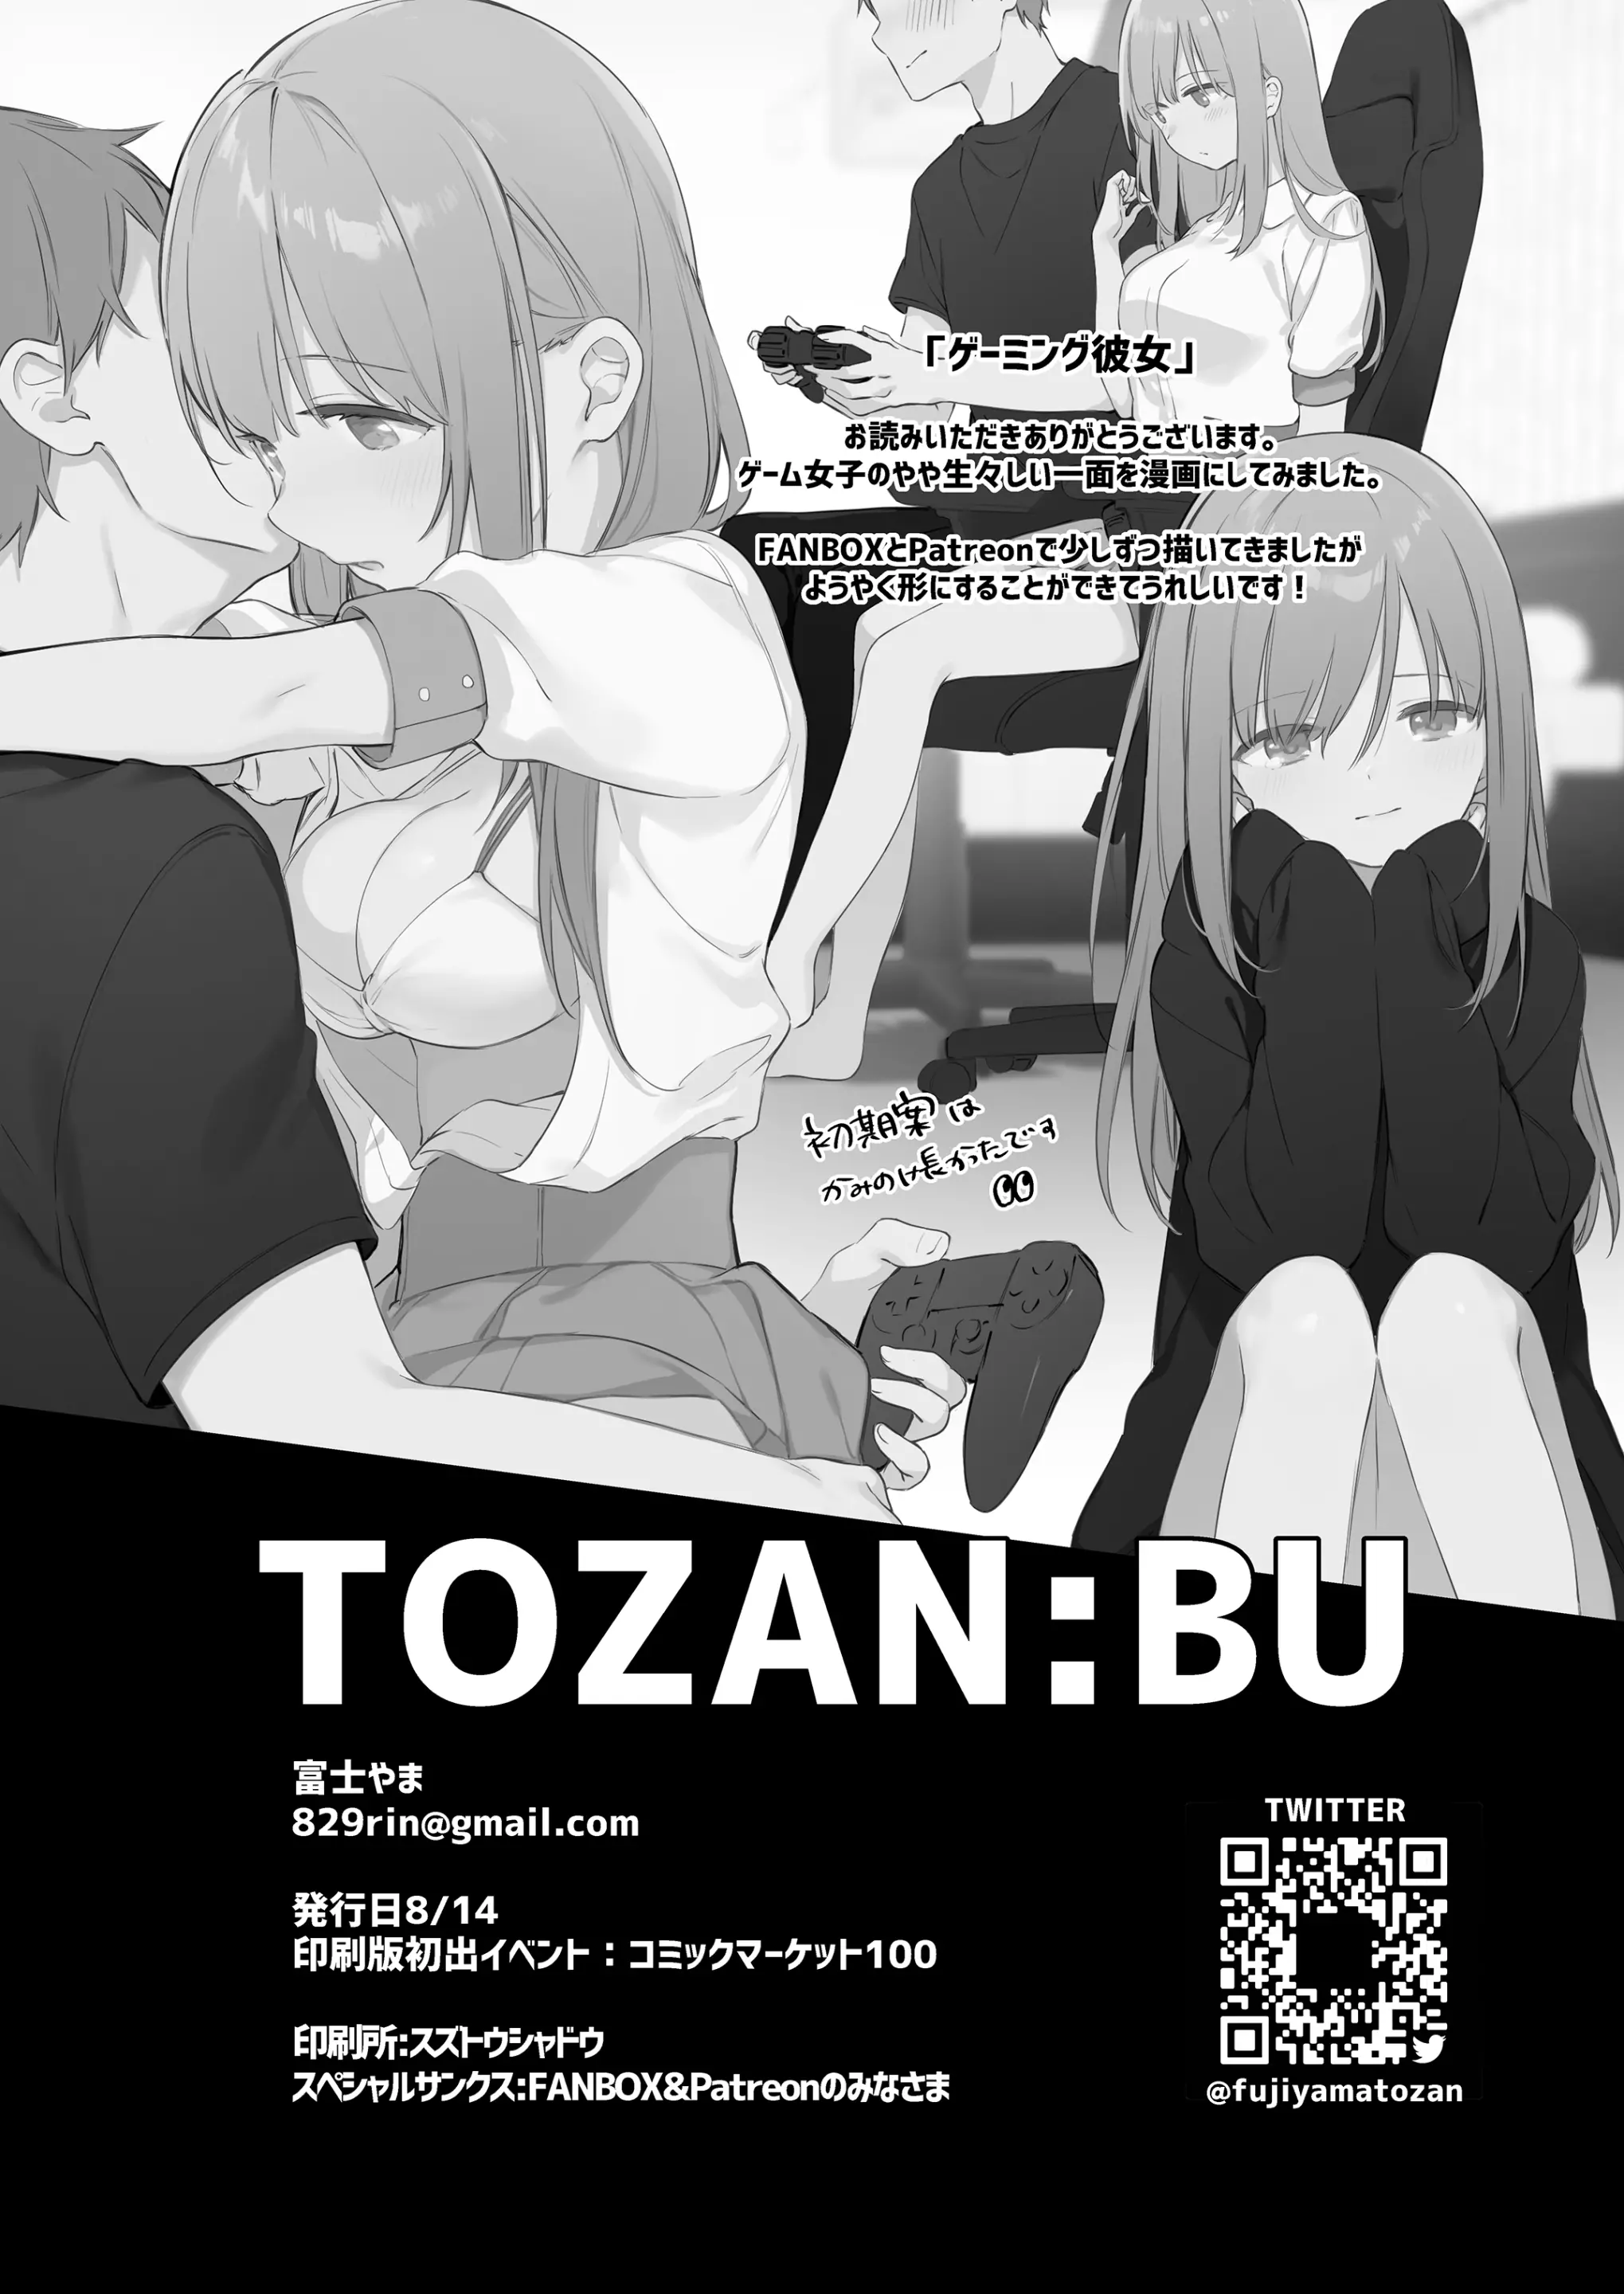 「ゲーミング彼女」
お読みいただきありがとうございます。
ゲーム女子のやや生々しい一面を漫画にしてみました。
FANBOXとPatreonで少しずつ描いてきましたが
ようやく形にすることができてうれしいです！
初期案は
かみのけ長かったです
TOZAN:BU
富士やま
829rin@gmail.com
発行日8/14
印刷版初出イベント：コミックマーケット100
印刷所:スズトウシャドウ
スペシャルサンクス:FANBOX&Patreonのみなさま
TWITTER
@fujiyamatozan